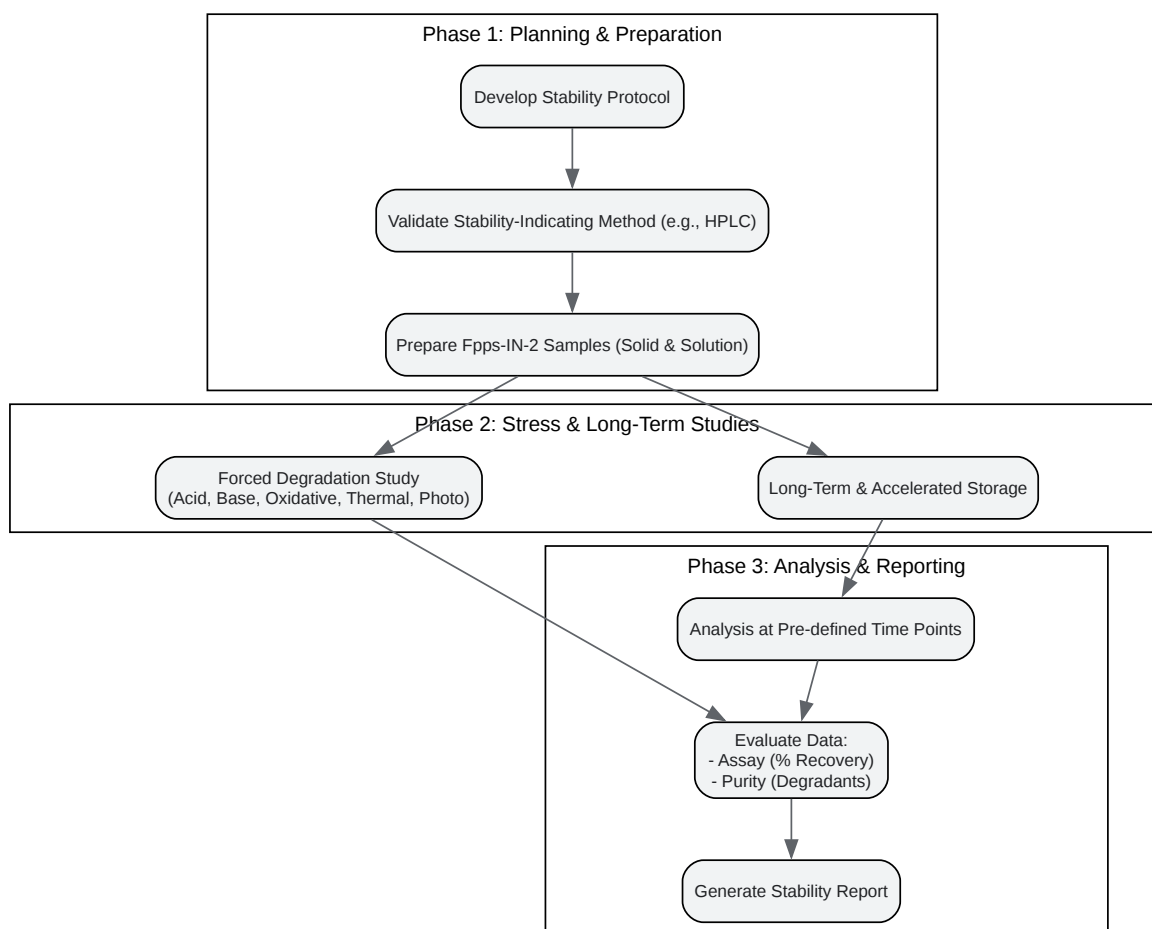 Phase 1: Planning & Preparation
Develop Stability Protocol
Validate Stability-Indicating Method (e.g., HPLC)
Prepare Fpps-IN-2 Samples (Solid & Solution)
Phase 2: Stress & Long-Term Studies
Forced Degradation Study
(Acid, Base, Oxidative, Thermal, Photo)
Long-Term & Accelerated Storage
Phase 3: Analysis & Reporting
Analysis at Pre-defined Time Points
Evaluate Data:
- Assay (% Recovery)
- Purity (Degradants)
Generate Stability Report